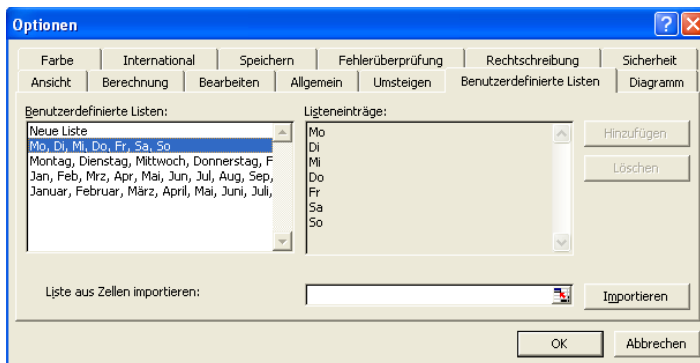 Optionen
Farbe International Speichern Fehlerüberprüfung Rechtschreibung Sicherheit
Ansicht Berechnung Bearbeiten Allgemein Umsteigen Benutzerdefinierte Listen Diagramm
Benutzerdefinierte Listen:
Neue Liste
Mo, Di, Mi, Do, Fr, Sa, So
Montag, Dienstag, Mittwoch, Donnerstag, F
Jan, Feb, Mrz, Apr, Mai, Jun, Jul, Aug, Sep,
Januar, Februar, März, April, Mai, Juni, Juli,
Listeneinträge:
Mo
Di
Mi
Do
Fr
Sa
So
Hinzufügen
Löschen
Liste aus Zellen importieren:
Importieren
OK Abbrechen